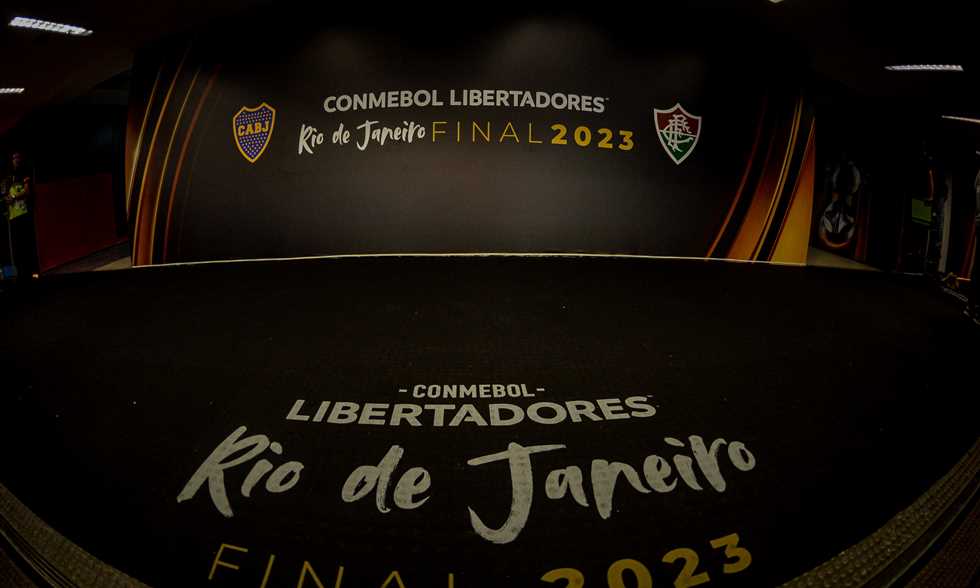 CONMEBOL LIBERTADORES
CABJ
Rio de Janeiro FINAL 2023
-CONMEBOL-
LIBERTADORES
Rio de Janeiro
FINAL 2023